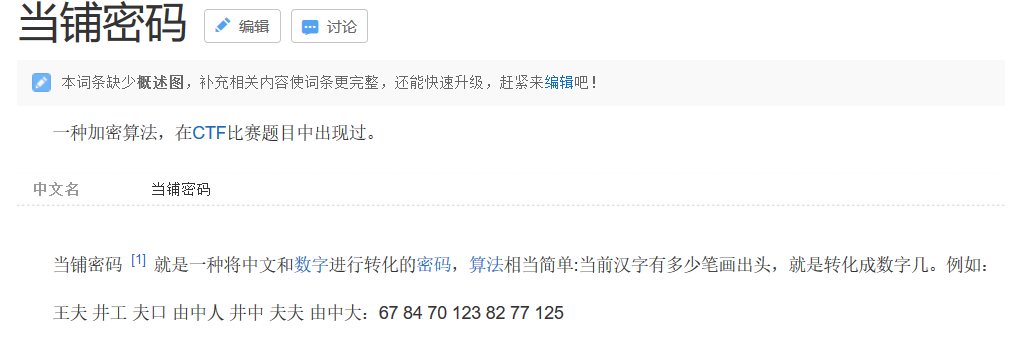 当铺密码 编辑 讨论
本词条缺少概述图，补充相关内容使词条更完整，还能快速升级，赶紧来编辑吧！
一种加密算法，在CTF比赛题目中出现过。
中文名 当铺密码
当铺密码 [1] 就是一种将中文和数字进行转化的密码，算法相当简单:当前汉字有多少笔画出头，就是转化成数字几。例如：
王夫 井工 夫口 由中人 井中 夫夫 由中大：67 84 70 123 82 77 125